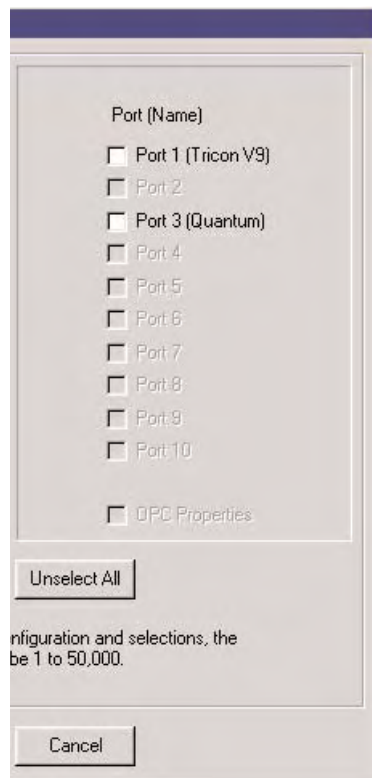 Port (Name)
Port 1 (Tricon V9)
Port 2
Port 3 (Quantum)
Port 4
Port 5
Port 6
Port 7
Port 8
Port 9
Port 10
OPC Properties
Unselect All
nfiguration and selections, the
be 1 to 50,000.
Cancel